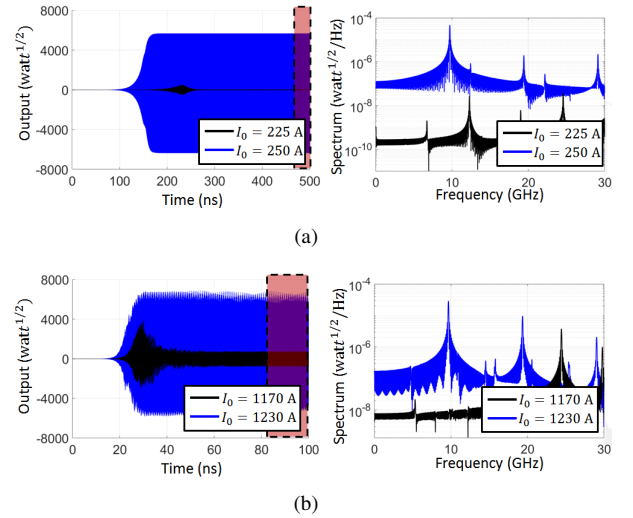 8000
4000
0
-4000
-8000
Output (watt^1/2)
0 100 200 300 400 500
Time (ns)
I₀ = 225 A
I₀ = 250 A
10^-4
10^-6
10^-8
10^-10
Spectrum (watt^1/2/Hz)
0 10 20 30
Frequency (GHz)
I₀ = 225 A
I₀ = 250 A
(a)
8000
4000
0
-4000
-8000
Output (watt^1/2)
0 20 40 60 80 100
Time (ns)
I₀ = 1170 A
I₀ = 1230 A
10^-4
10^-6
10^-8
Spectrum (watt^1/2/Hz)
0 10 20 30
Frequency (GHz)
I₀ = 1170 A
I₀ = 1230 A
(b)